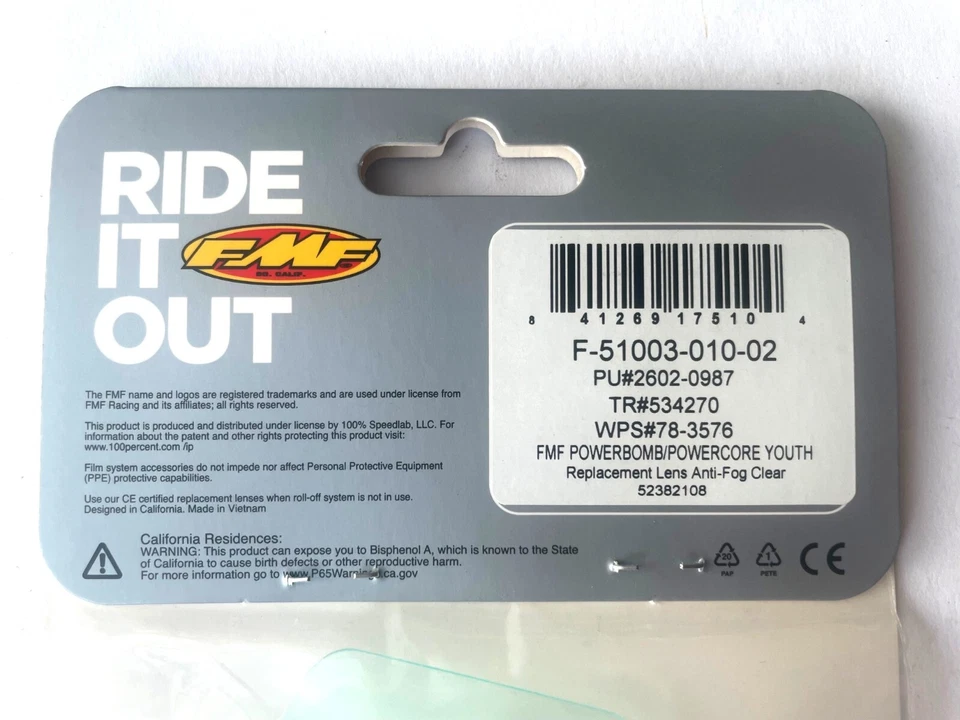 RIDE
IT
OUT
FMF
RD. CALIF.
The FMF name and logos are registered trademarks and are used under license from
FMF Racing and its affiliates; all rights reserved.
This product is produced and distributed under license by 100% Speedlab, LLC. For
information about the patent and other rights protecting this product visit:
www.100percent.com /ip
Film system accessories do not impede nor affect Personal Protective Equipment
(PPE) protective capabilities.
Use our CE certified replacement lenses when roll-off system is not in use.
Designed in California. Made in Vietnam
California Residences:
WARNING: This product can expose you to Bisphenol A, which is known to the State
of California to cause birth defects or other reproductive harm.
For more information go to
8 41269 17510 4
F-51003-010-02
PU#2602-0987
TR#534270
WPS#78-3576
FMF POWERBOMB/POWERCORE YOUTH
Replacement Lens Anti-Fog Clear
52382108
20
PAP
1
PETE
CE